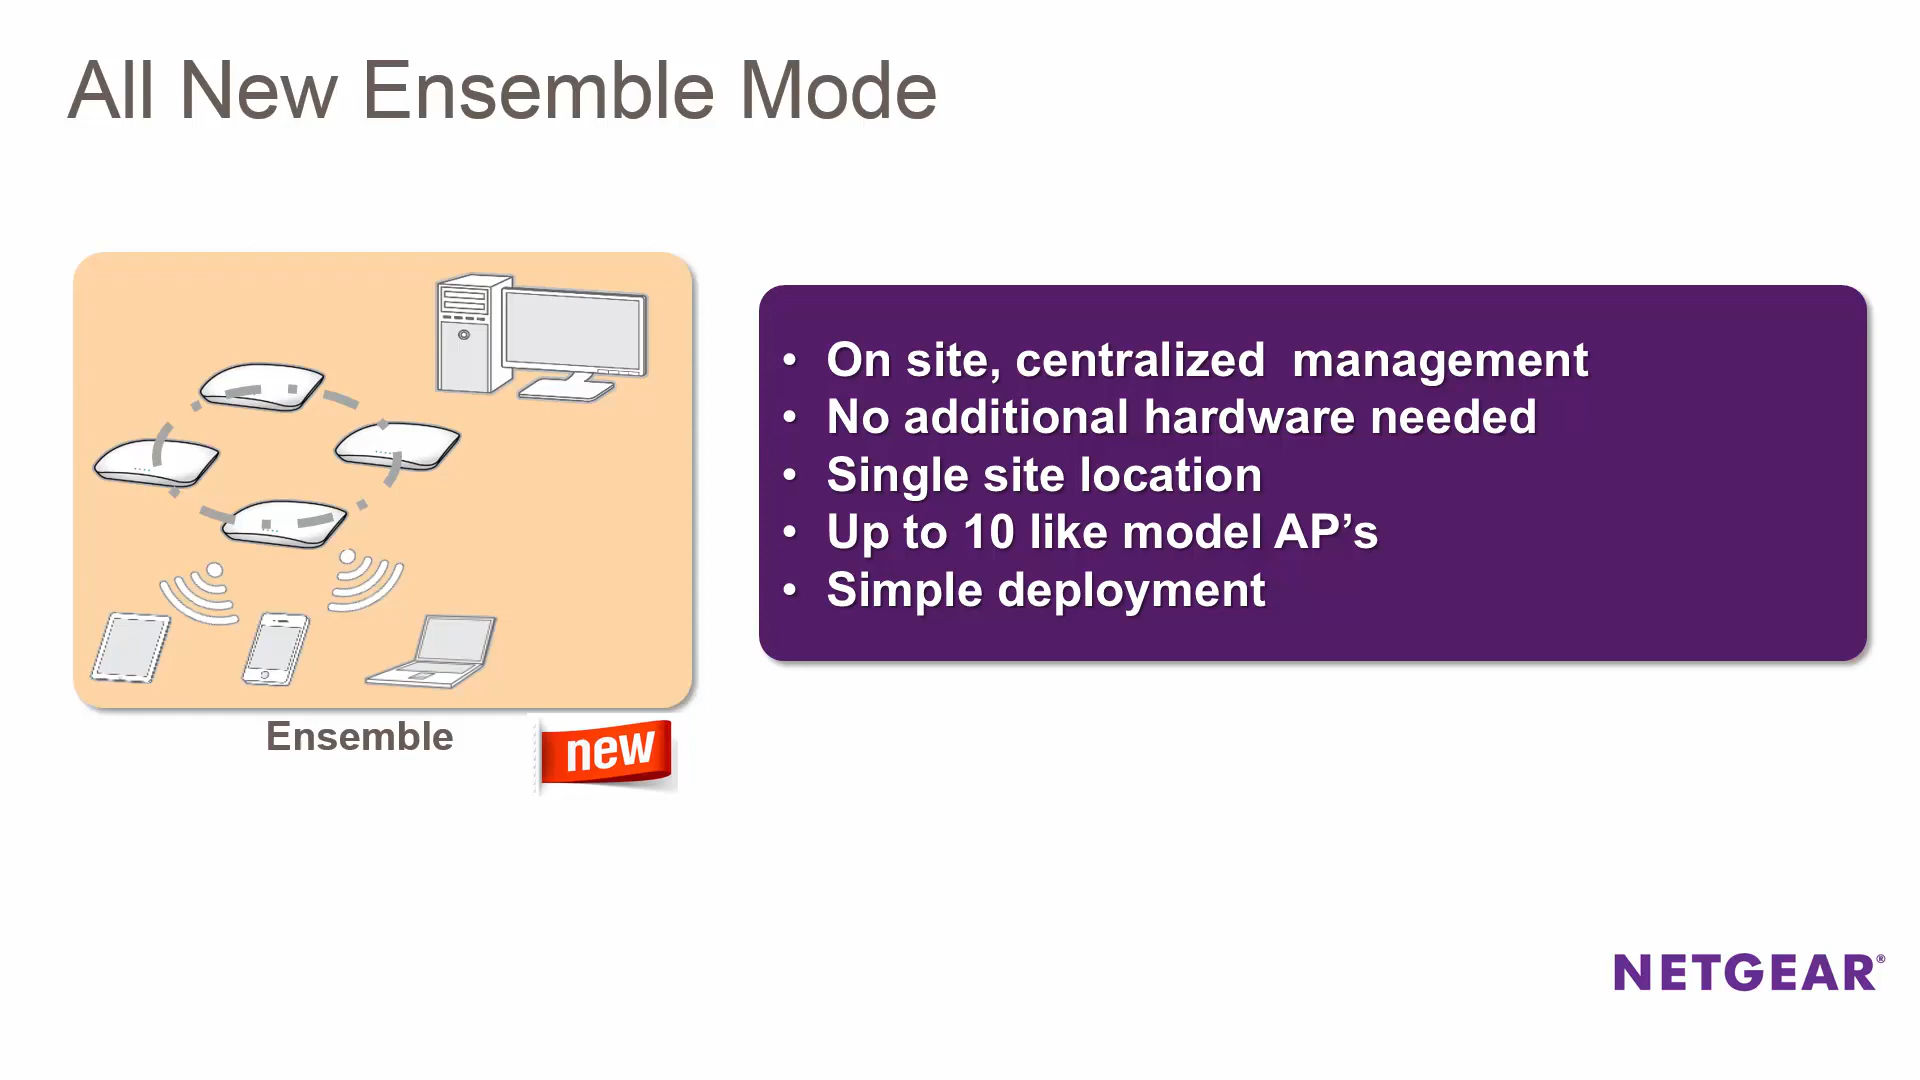 All New Ensemble Mode
• On site, centralized  management
• No additional hardware needed
• Single site location
• Up to 10 like model AP’s
• Simple deployment
Ensemble
new
NETGEAR®